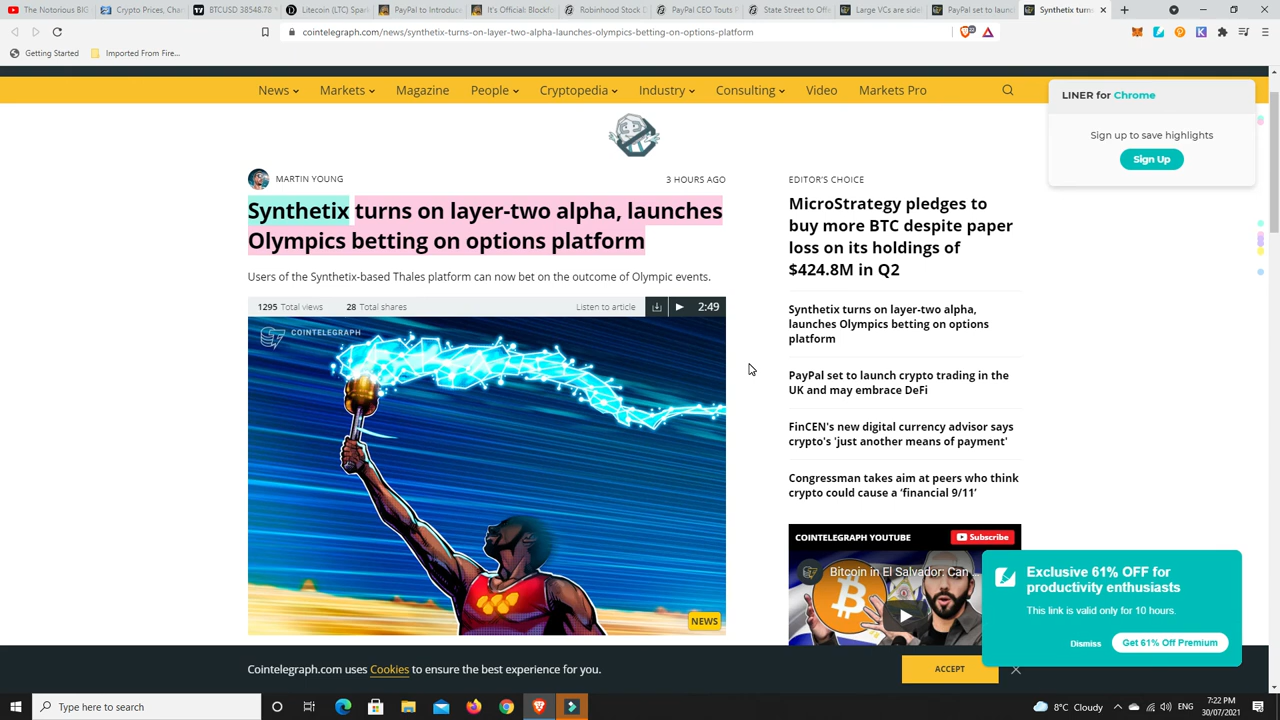 The Notorious BIG
Crypto Prices, Char
BTCUSD 38548.78
Litecoin (LTC) Spark
PayPal to Introduce
It's Official: Blockfo
Robinhood Stock D
PayPal CEO Touts P
State Street to Offe
Large VCs are sidel
PayPal set to launch
Synthetix turns on
cointelegraph.com/news/synthetix-turns-on-layer-two-alpha-launches-olympics-betting-on-options-platform
Getting Started
Imported From Fire...
News
Markets
Magazine
People
Cryptopedia
Industry
Consulting
Video
Markets Pro
LINER for Chrome
Sign up to save highlights
Sign Up
MARTIN YOUNG
3 HOURS AGO
Synthetix turns on layer-two alpha, launches
Olympics betting on options platform
Users of the Synthetix-based Thales platform can now bet on the outcome of Olympic events.
1295 Total views
28 Total shares
Listen to article
2:49
COINTELEGRAPH
NEWS
EDITOR'S CHOICE
MicroStrategy pledges to
buy more BTC despite paper
loss on its holdings of
$424.8M in Q2
Synthetix turns on layer-two alpha,
launches Olympics betting on options
platform
PayPal set to launch crypto trading in the
UK and may embrace DeFi
FinCEN's new digital currency advisor says
crypto's 'just another means of payment'
Congressman takes aim at peers who think
crypto could cause a ‘financial 9/11’
COINTELEGRAPH YOUTUBE
Subscribe
Bitcoin in El Salvador: Can ...
Exclusive 61% OFF for
productivity enthusiasts
This link is valid only for 10 hours.
Dismiss
Get 61% Off Premium
Cointelegraph.com uses Cookies to ensure the best experience for you.
ACCEPT
Type here to search
8°C Cloudy
7:22 PM
30/07/2021